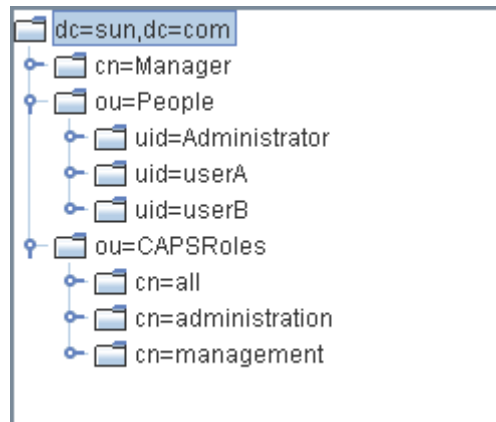 dc=sun,dc=com
cn=Manager
ou=People
uid=Administrator
uid=userA
uid=userB
ou=CAPSRoles
cn=all
cn=administration
cn=management